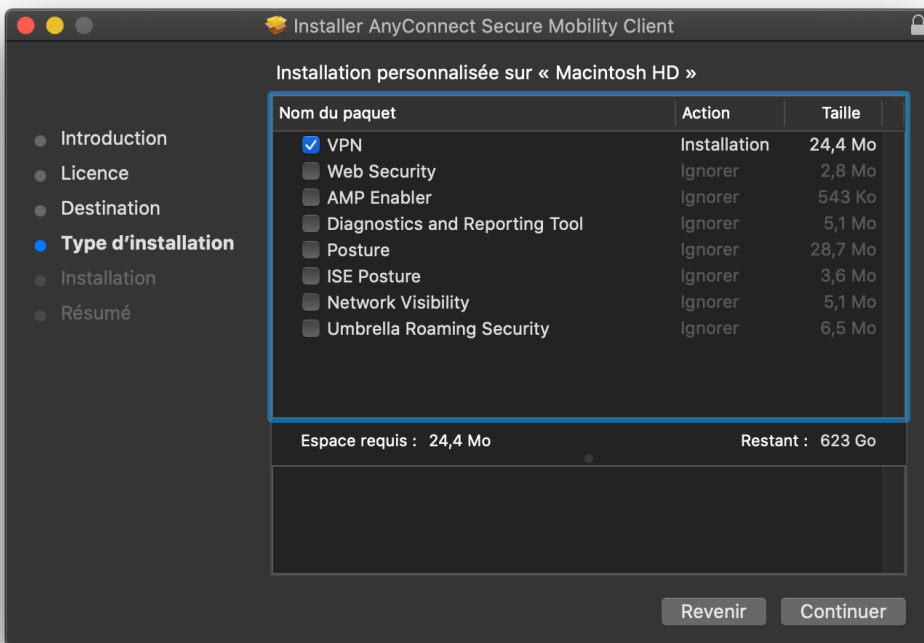 Installer AnyConnect Secure Mobility Client
Installation personnalisée sur « Macintosh HD »
Introduction
Licence
Destination
Type d’installation
Installation
Résumé
Nom du paquet Action Taille
VPN Installation 24,4 Mo
Web Security Ignorer 2,8 Mo
AMP Enabler Ignorer 543 Ko
Diagnostics and Reporting Tool Ignorer 5,1 Mo
Posture Ignorer 28,7 Mo
ISE Posture Ignorer 3,6 Mo
Network Visibility Ignorer 5,1 Mo
Umbrella Roaming Security Ignorer 6,5 Mo
Espace requis : 24,4 Mo Restant : 623 Go
Revenir Continuer